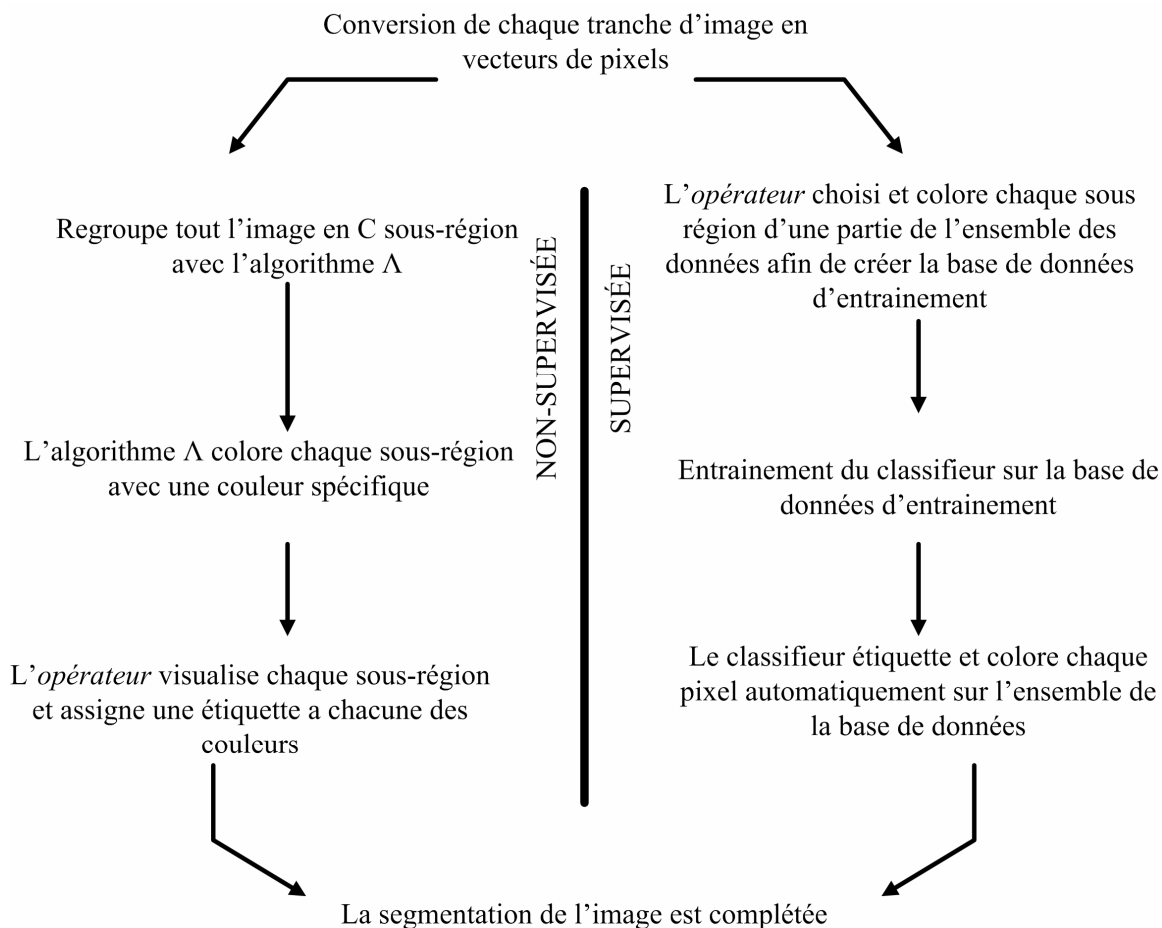 Conversion de chaque tranche d'image en
vecteurs de pixels
Regroupe tout l'image en C sous-région
avec l'algorithme Λ
L'algorithme Λ colore chaque sous-région
avec une couleur spécifique
L'opérateur visualise chaque sous-région
et assigne une étiquette a chacune des
couleurs
NON-SUPERVISÉE
SUPERVISÉE
L'opérateur choisi et colore chaque sous
région d'une partie de l'ensemble des
données afin de créer la base de données
d'entrainement
Entrainement du classifieur sur la base de
données d'entrainement
Le classifieur étiquette et colore chaque
pixel automatiquement sur l'ensemble de
la base de données
La segmentation de l'image est complétée